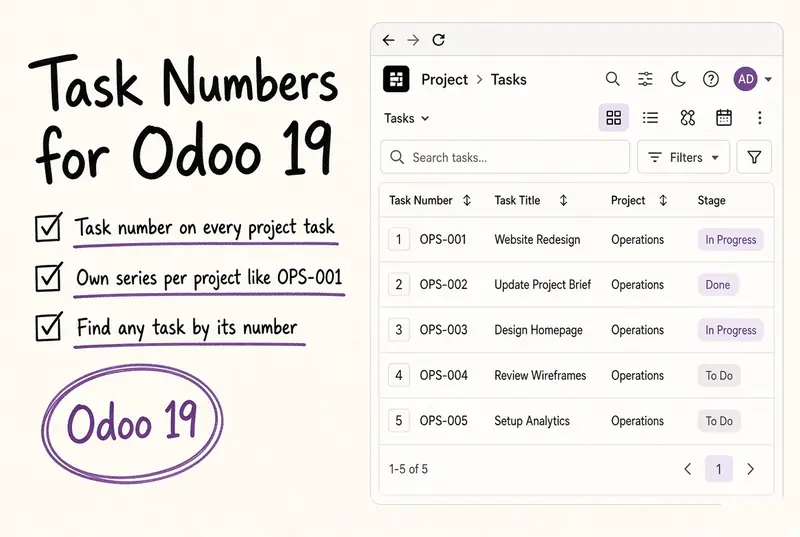 Task Numbers
for Odoo 19
Task number on every project task
Own series per project like OPS-001
Find any task by its number
Odoo 19
Project > Tasks
AD
Tasks
Search tasks...
Filters
Task Number Task Title Project Stage
1 OPS-001 Website Redesign Operations In Progress
2 OPS-002 Update Project Brief Operations Done
3 OPS-003 Design Homepage Operations In Progress
4 OPS-004 Review Wireframes Operations To Do
5 OPS-005 Setup Analytics Operations To Do
1-5 of 5
1